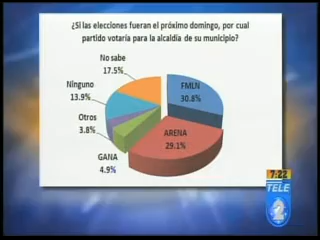 ¿Si las elecciones fueran el próximo domingo, por cual
partido votaría para la alcaldía de su municipio?
No sabe
17.5%
Ninguno
13.9%
Otros
3.8%
GANA
4.9%
FMLN
30.8%
ARENA
29.1%
7:22
TELE
2